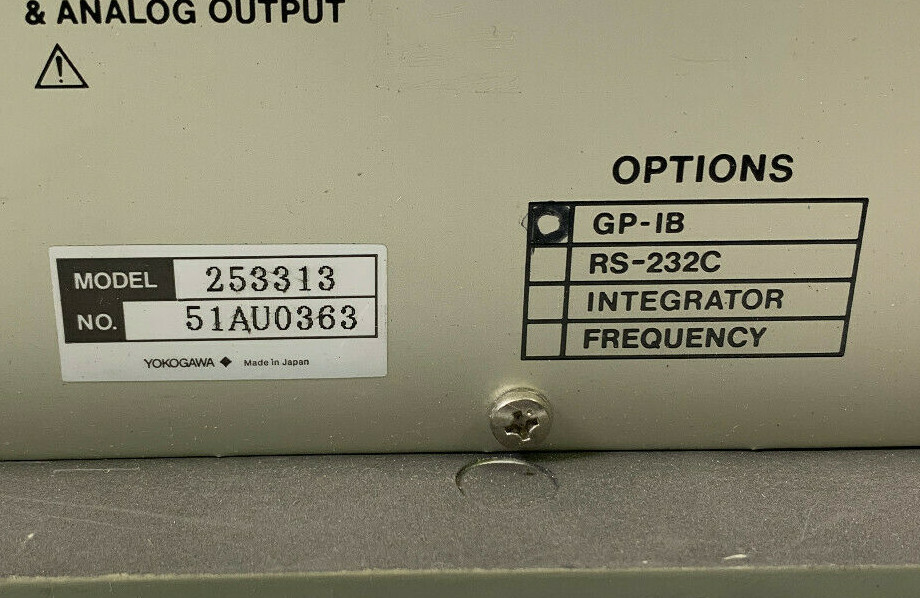 & ANALOG OUTPUT
OPTIONS
GP-IB
RS-232C
INTEGRATOR
FREQUENCY
MODEL 253313
NO. 51AU0363
YOKOGAWA ◆ Made in Japan